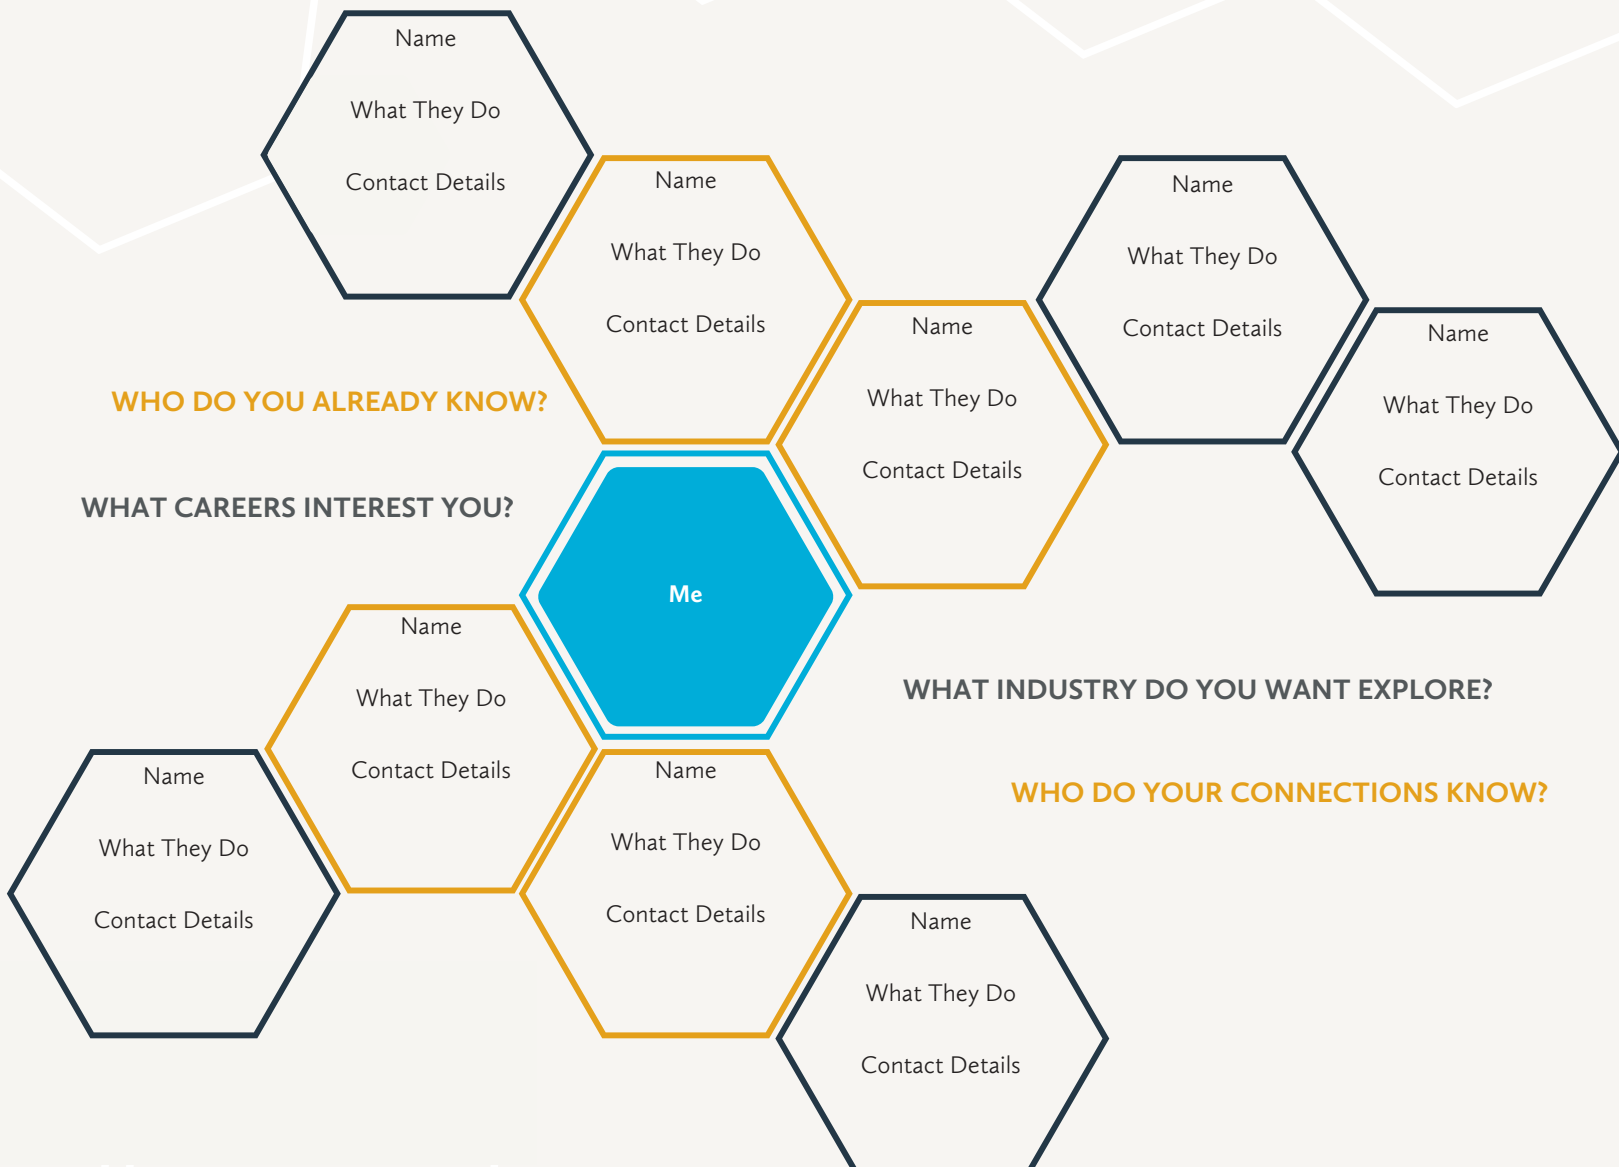 Name
What They Do
Contact Details
Name
What They Do
Contact Details
Name
What They Do
Contact Details
Name
What They Do
Contact Details
Name
What They Do
Contact Details
WHO DO YOU ALREADY KNOW?
WHAT CAREERS INTEREST YOU?
Me
Name
What They Do
Contact Details
WHAT INDUSTRY DO YOU WANT EXPLORE?
WHO DO YOUR CONNECTIONS KNOW?
Name
What They Do
Contact Details
Name
What They Do
Contact Details
Name
What They Do
Contact Details